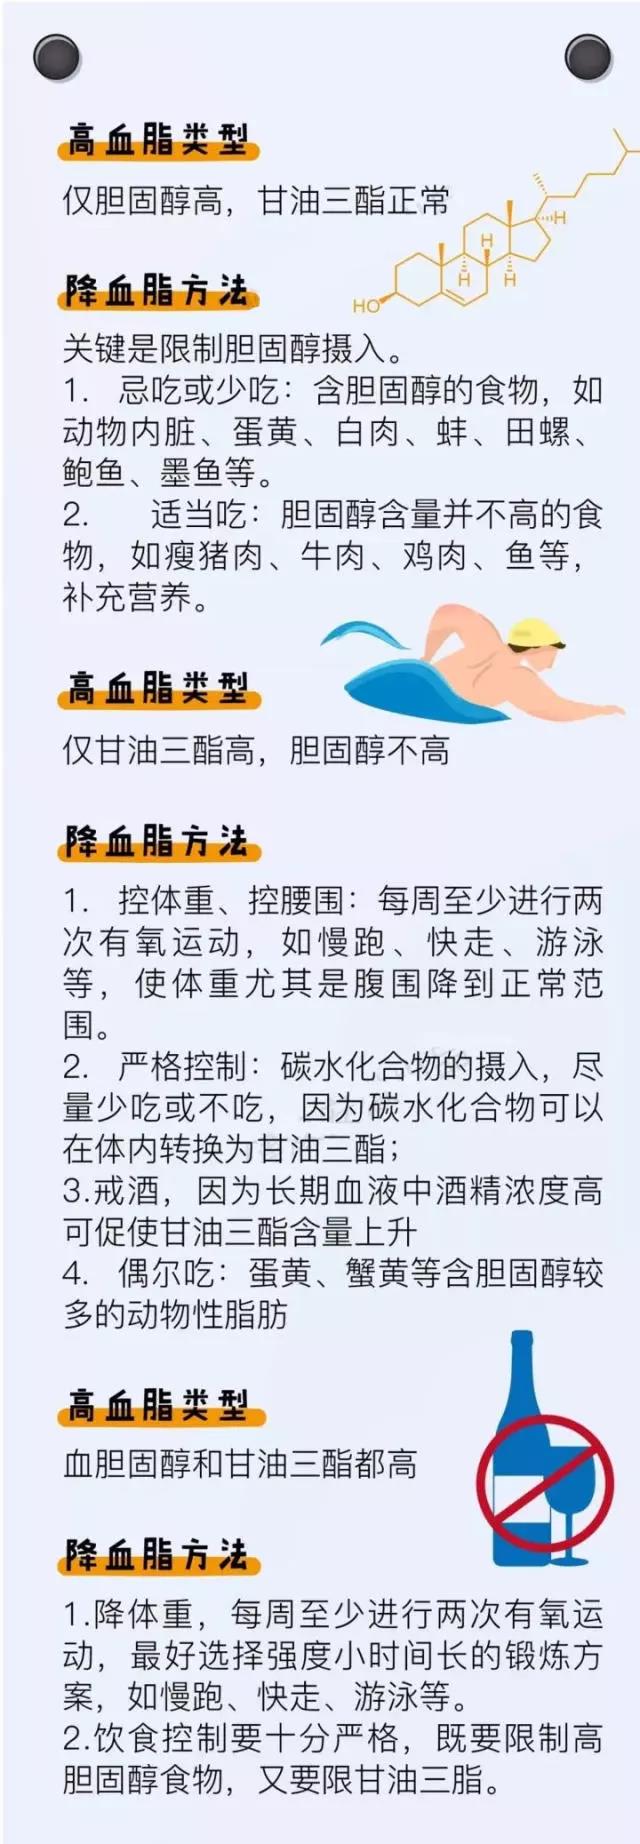 高血脂类型
仅胆固醇高，甘油三酯正常
降血脂方法
关键是限制胆固醇摄入。
1. 忌吃或少吃：含胆固醇的食物，如
动物内脏、蛋黄、白肉、蚌、田螺、
鲍鱼、墨鱼等。
2. 适当吃：胆固醇含量并不高的食
物，如瘦猪肉、牛肉、鸡肉、鱼等，
补充营养。
高血脂类型
仅甘油三酯高，胆固醇不高
降血脂方法
1. 控体重、控腰围：每周至少进行两
次有氧运动，如慢跑、快走、游泳
等，使体重尤其是腹围降到正常范
围。
2. 严格控制：碳水化合物的摄入，尽
量少吃或不吃，因为碳水化合物可以
在体内转换为甘油三酯；
3.戒酒，因为长期血液中酒精浓度高
可促使甘油三酯含量上升
4. 偶尔吃：蛋黄、蟹黄等含胆固醇较
多的动物性脂肪
高血脂类型
血胆固醇和甘油三酯都高
降血脂方法
1.降体重，每周至少进行两次有氧运
动，最好选择强度小时间长的锻炼方
案，如慢跑、快走、游泳等。
2.饮食控制要十分严格，既要限制高
胆固醇食物，又要限甘油三脂。
HO
H
H
H
H